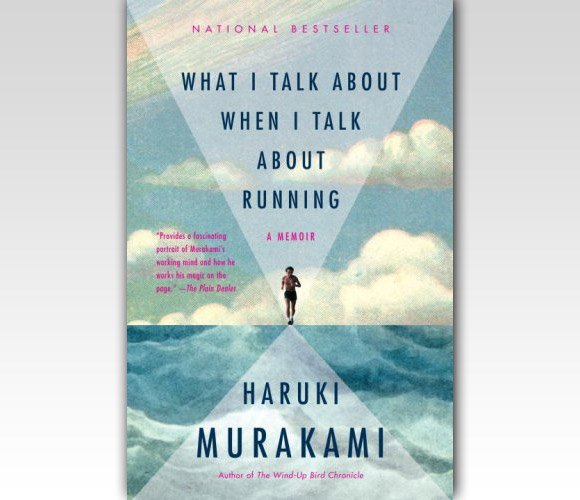 NATIONAL BESTSELLER
WHAT I TALK ABOUT
WHEN I TALK
ABOUT
RUNNING
A MEMOIR
"Provides a fascinating
portrait of Murakami's
working mind and how he
works his magic on the
page." —The Plain Dealer
HARUKI
MURAKAMI
Author of The Wind-Up Bird Chronicle